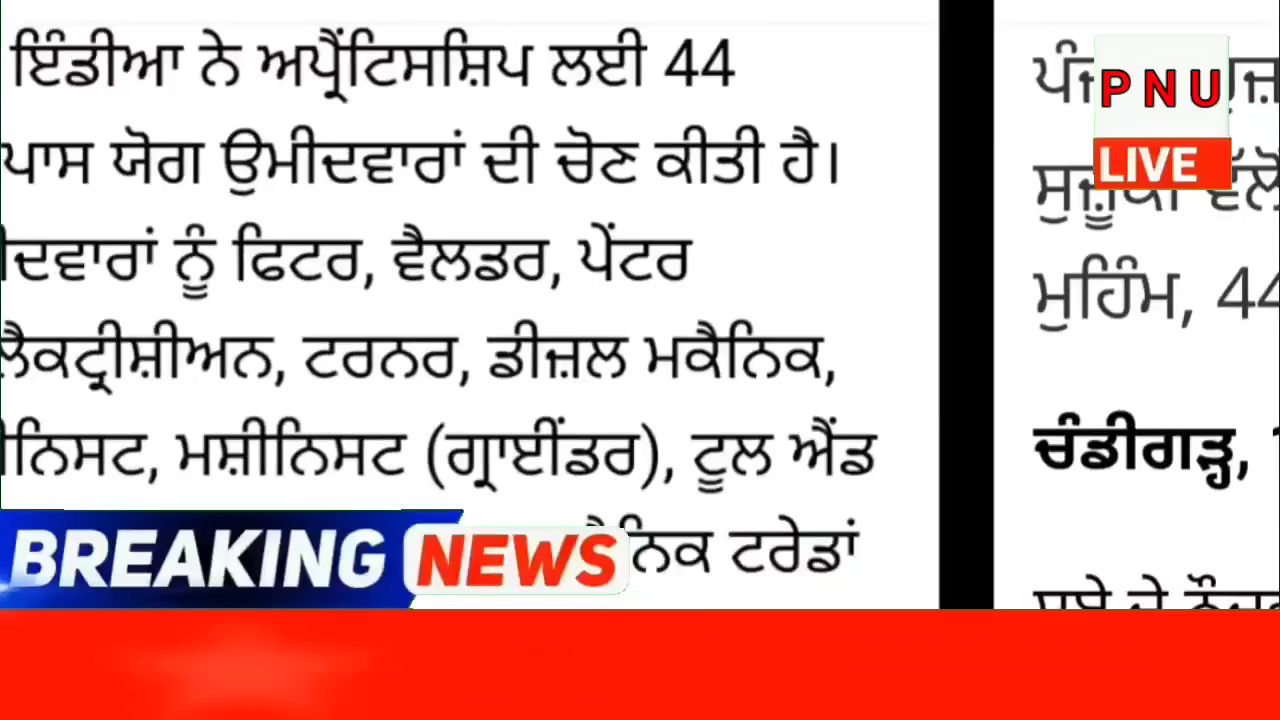 ਇੰਡੀਆ ਨੇ ਅਪ੍ਰੈਂਟਿਸਸ਼ਿਪ ਲਈ 44
ਪਾਸ ਯੋਗ ਉਮੀਦਵਾਰਾਂ ਦੀ ਚੋਣ ਕੀਤੀ ਹੈ।
ਦਵਾਰਾਂ ਨੂੰ ਫਿਟਰ, ਵੈਲਡਰ, ਪੇਂਟਰ
ਲੈਕਟ੍ਰੀਸ਼ੀਅਨ, ਟਰਨਰ, ਡੀਜ਼ਲ ਮਕੈਨਿਕ,
ਨਿਸਟ, ਮਸ਼ੀਨਿਸਟ (ਗ੍ਰਾਈਂਡਰ), ਟੂਲ ਐਂਡ
ਨਿਕ ਟਰੇਡਾਂ
BREAKING NEWS
PNU
LIVE
ਮੁਹਿੰਮ, 44
ਚੰਡੀਗੜ੍ਹ,